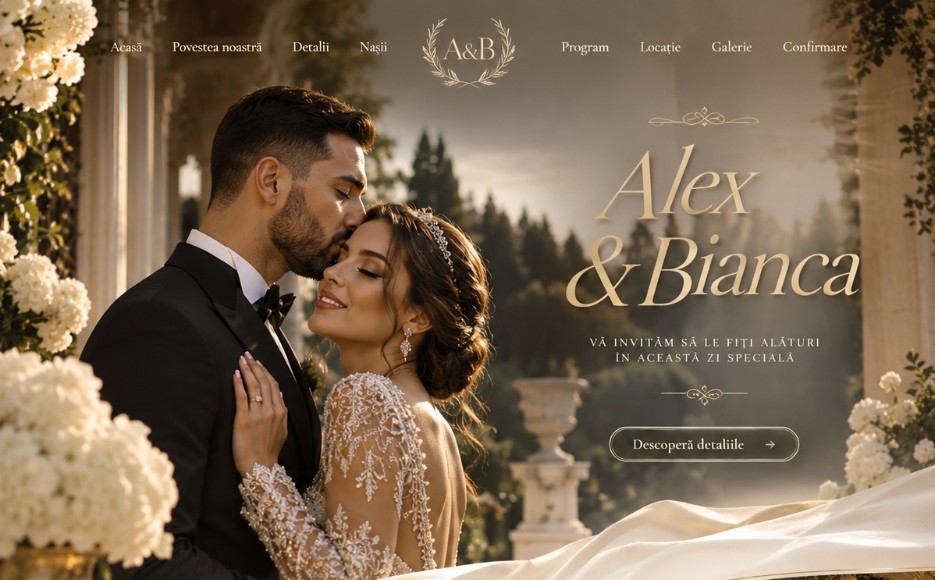 Acasă
Povestea noastră
Detalii
Nașii
A&B
Program
Locație
Galerie
Confirmare
Alex
& Bianca
VĂ INVITĂM SĂ LE FIȚI ALĂTURI
ÎN ACEASTĂ ZI SPECIALĂ
Descoperă detaliile →